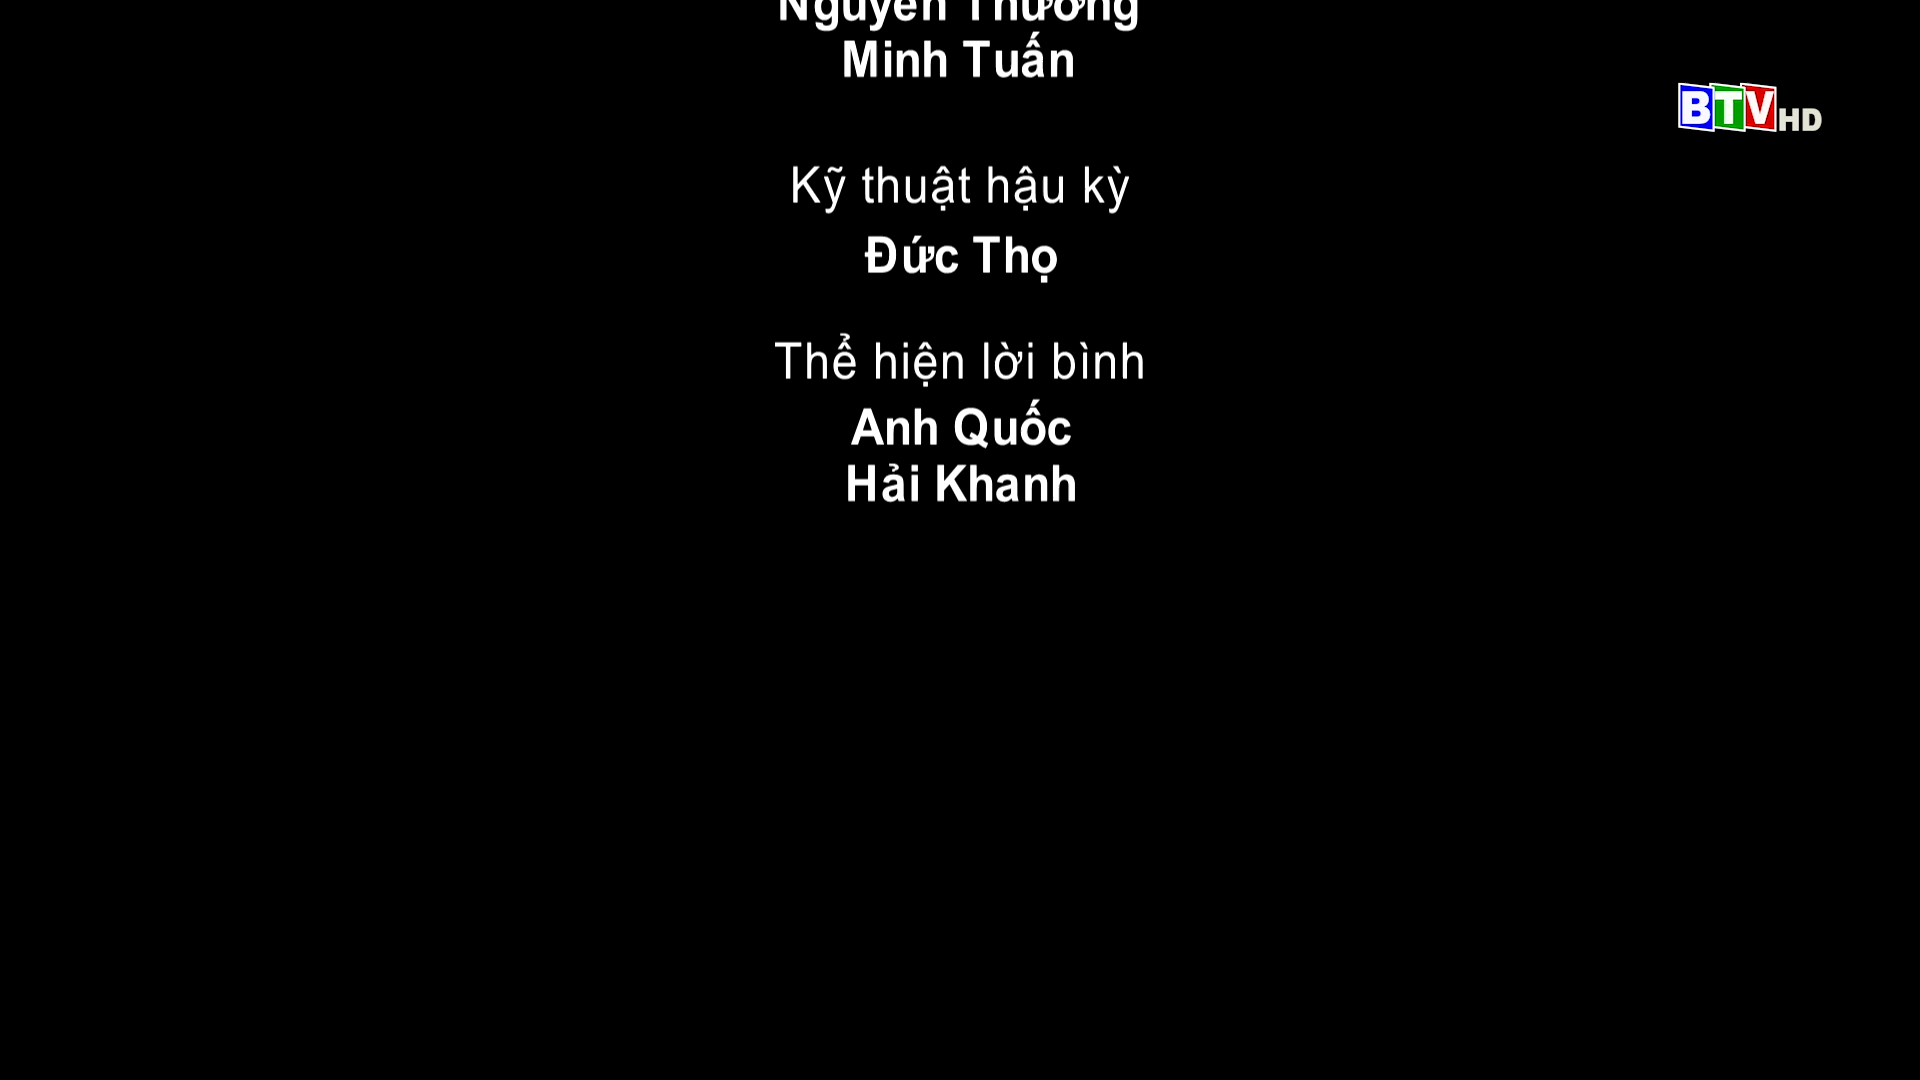 Minh Tuấn
BTV HD
Kỹ thuật hậu kỳ
Đức Thọ
Thể hiện lời bình
Anh Quốc
Hải Khanh